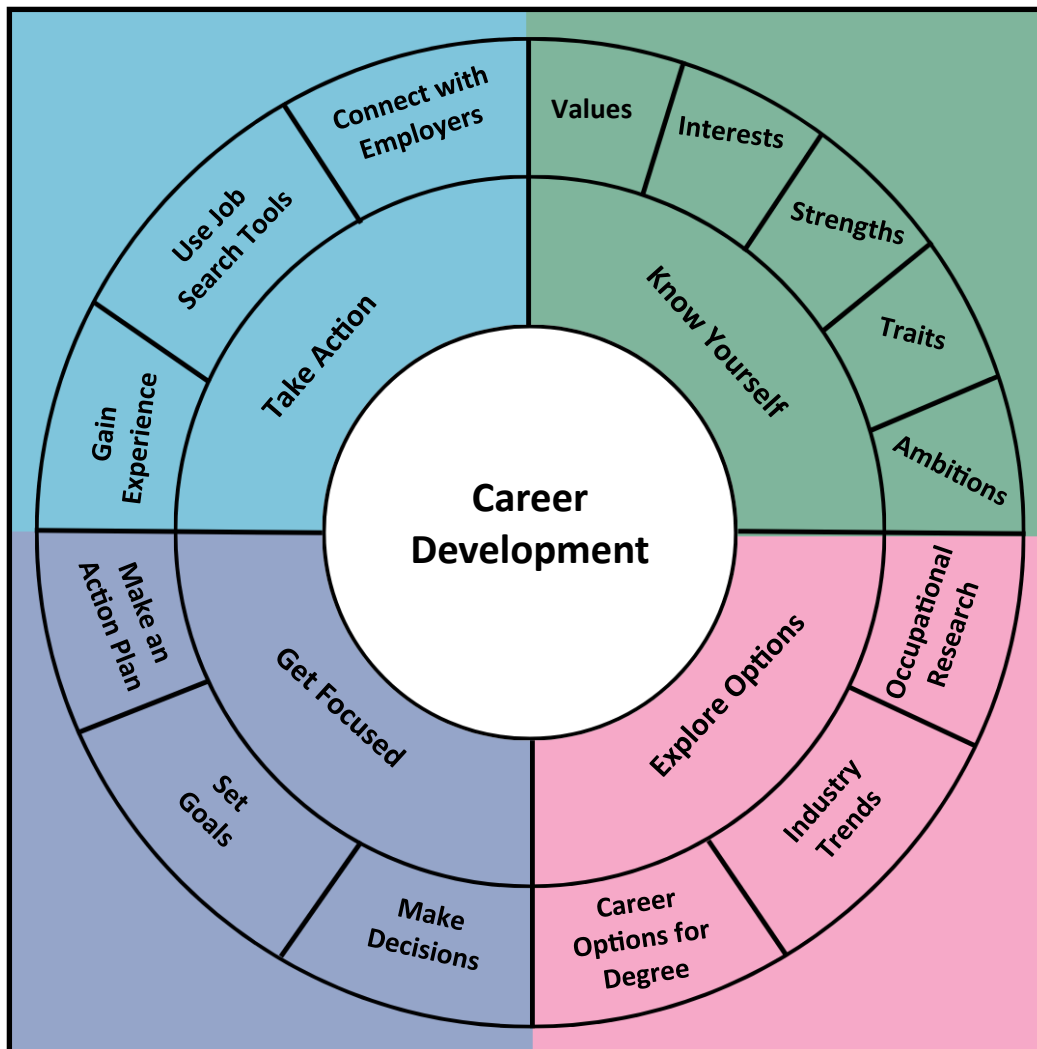 Career
Development
Know Yourself
Values
Interests
Strengths
Traits
Ambitions
Explore Options
Occupational
Research
Industry
Trends
Career
Options for
Degree
Get Focused
Make
Decisions
Set
Goals
Make an
Action Plan
Take Action
Gain
Experience
Use Job
Search Tools
Connect with
Employers